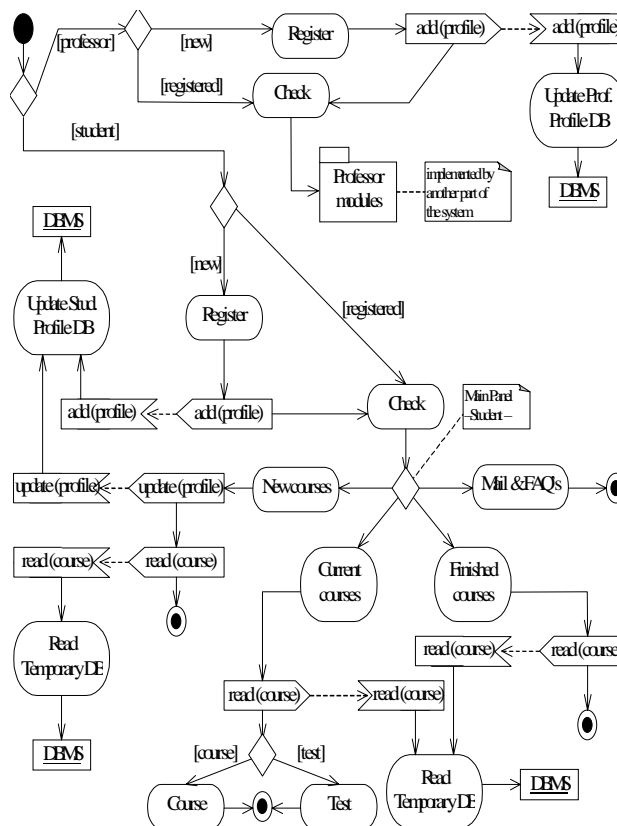 [professor]
[new]
Register
add (profile)
add (profile)
[registered]
Check
Update Prof.
Profile DB
[student]
Professor
modules
implemented by
another part of
the system
DBMS
DBMS
[new]
Update Stud.
Profile DB
Register
[registered]
add (profile)
add (profile)
Check
Main Panel
–Student –
update (profile)
update (profile)
New courses
Mail & FAQ's
read (course)
read (course)
Current
courses
Finished
courses
Read
Temporary DB
read (course)
read (course)
read (course)
read (course)
DBMS
[course]
[test]
Course
Test
Read
Temporary DB
DBMS